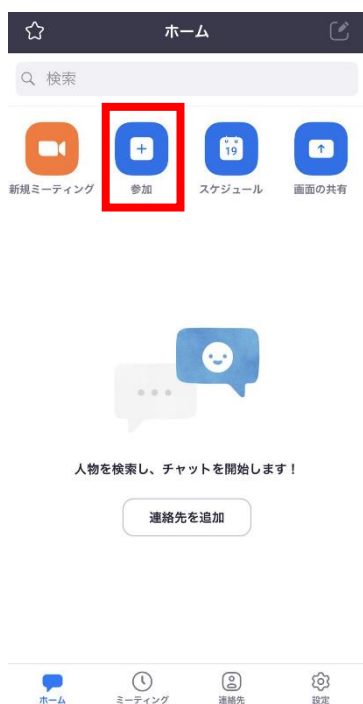 ホーム
検索
新規ミーティング 参加 スケジュール 画面の共有
19
人物を検索し、チャットを開始します！
連絡先を追加
ホーム ミーティング 連絡先 設定